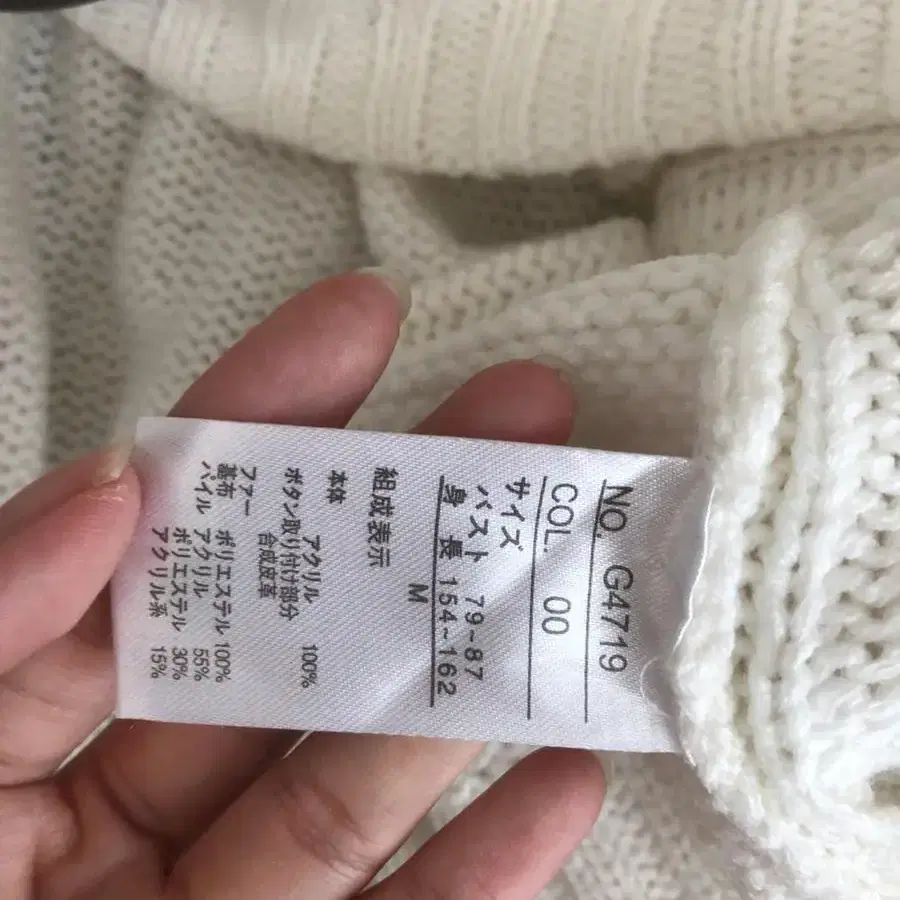 NO. G4719
COL. 00
サイズ
バスト 79~87
身長 154~162
M
組成表示
本体 アクリル 100%
ボタン取り付け部分
合成皮革
ファー
基布 ポリエステル 100%
パイル アクリル 55%
ポリエステル 30%
アクリル系 15%